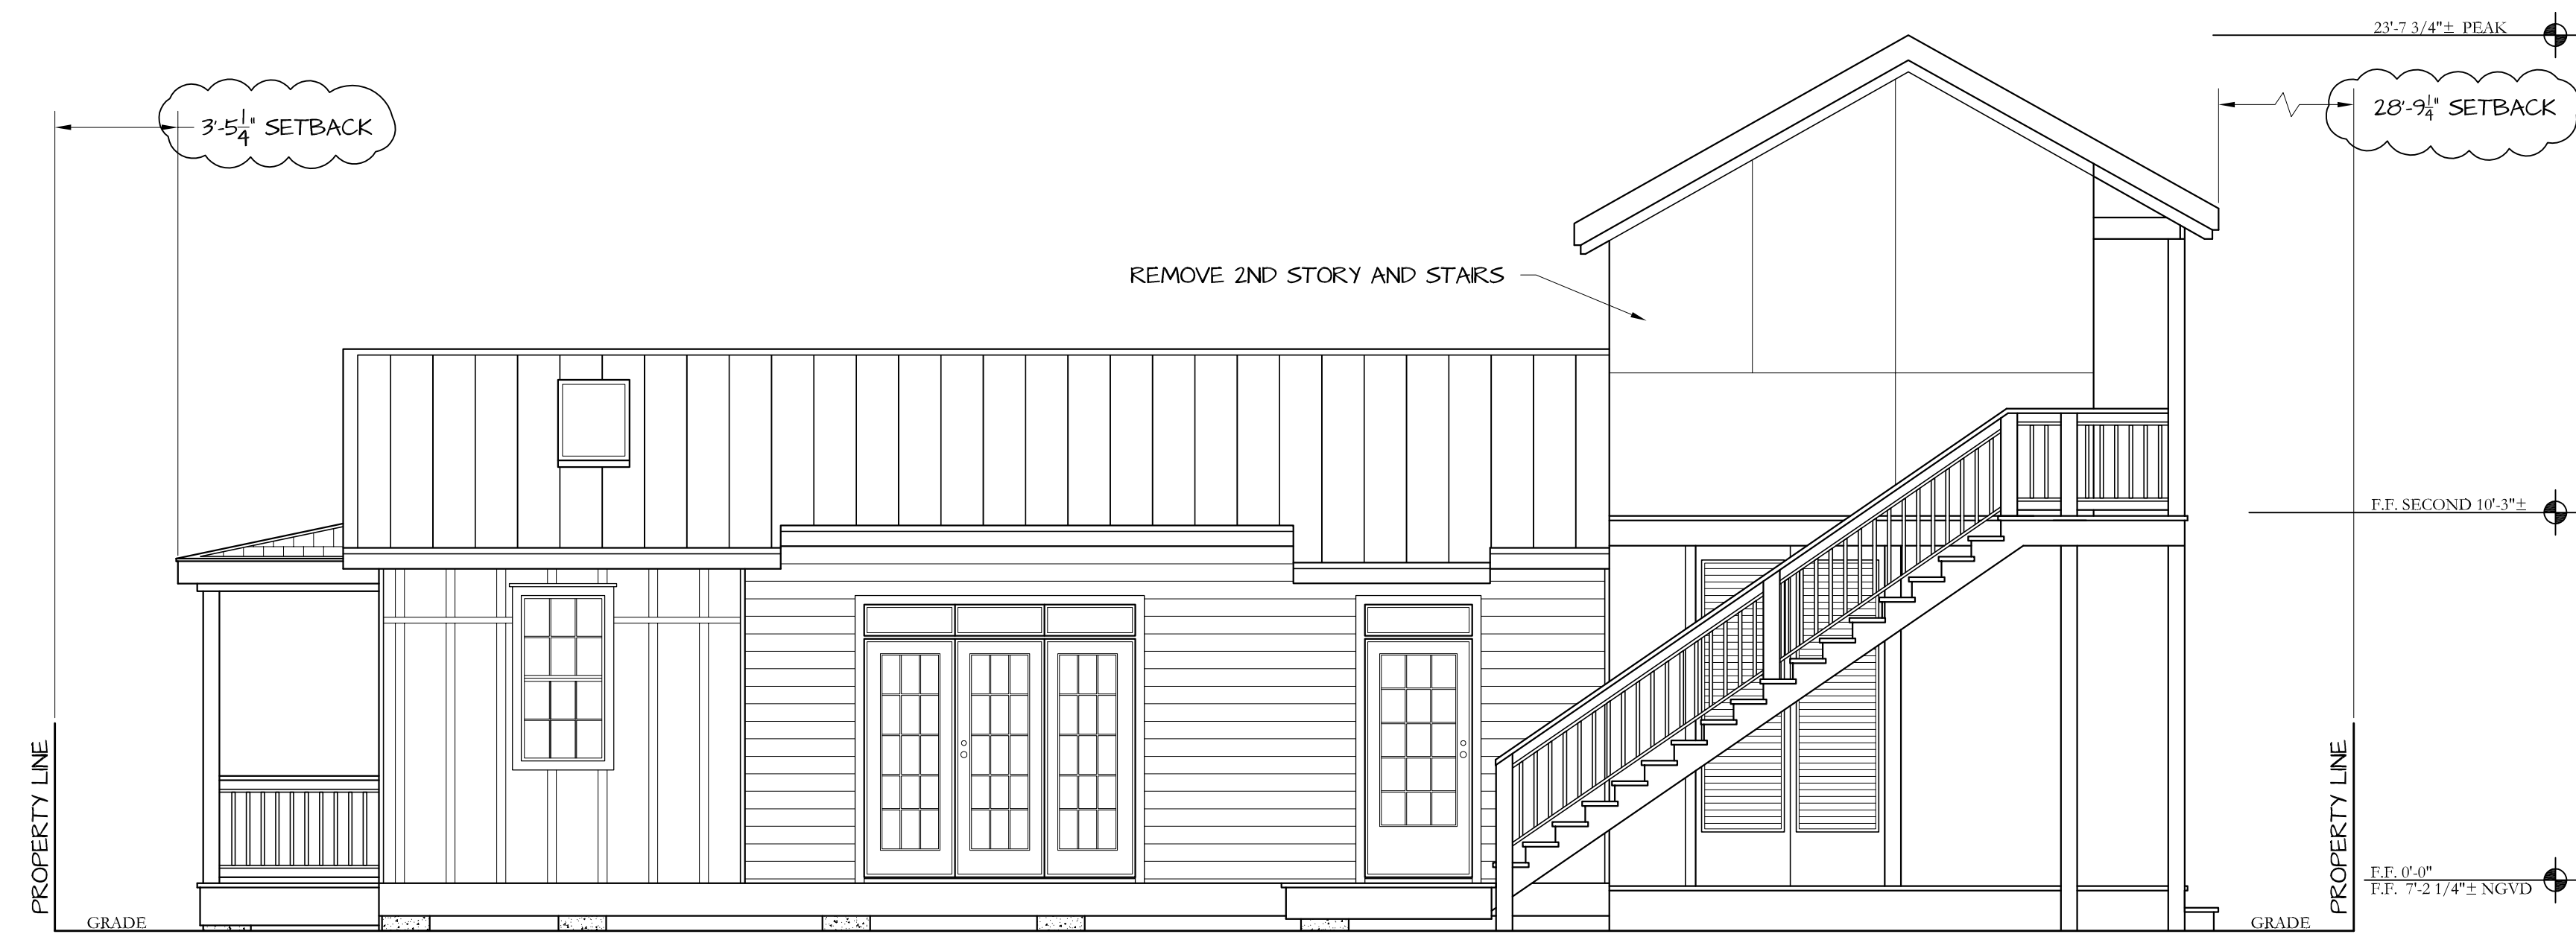 23'-7 3/4"± PEAK
3'-5 1/4" SETBACK
28'-9 1/4" SETBACK
REMOVE 2ND STORY AND STAIRS
F.F. SECOND 10'-3"±
PROPERTY LINE
PROPERTY LINE
F.F. 0'-0"
F.F. 7'-2 1/4"± NGVD
GRADE
GRADE